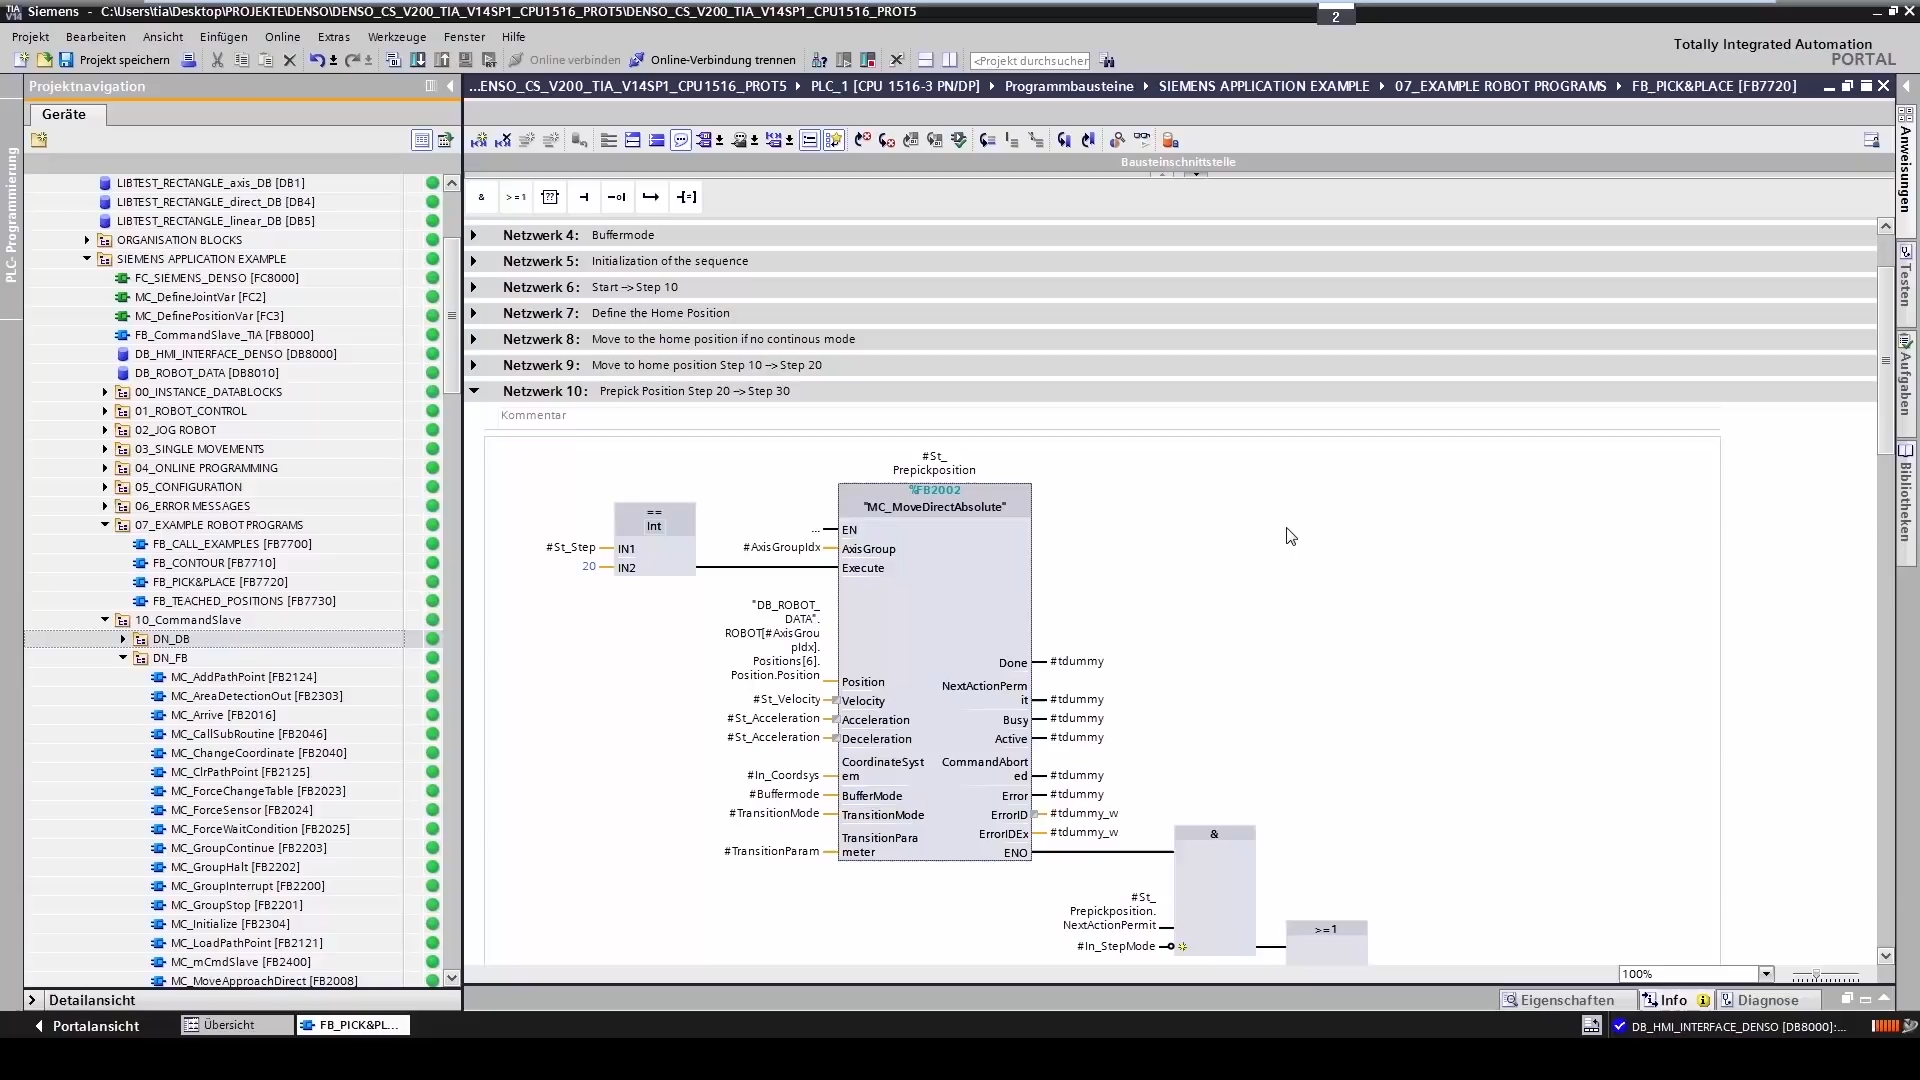 TIA V14 Siemens - C:\Users\tia\Desktop\PROJEKTE\DENSO\DENSO_CS_V200_TIA_V14SP1_CPU1516_PROT5\DENSO_CS_V200_TIA_V14SP1_CPU1516_PROT5
2
Projekt Bearbeiten Ansicht Einfügen Online Extras Werkzeuge Fenster Hilfe
Totally Integrated Automation
PORTAL
Projekt speichern Online verbinden Online-Verbindung trennen <Projekt durchsuchen
Projektnavigation
...ENSO_CS_V200_TIA_V14SP1_CPU1516_PROT5 PLC_1 [CPU 1516-3 PN/DP] Programmbausteine SIEMENS APPLICATION EXAMPLE 07_EXAMPLE ROBOT PROGRAMS FB_PICK&PLACE [FB7720]
Geräte
PLC- Programmierung
LIBTEST_RECTANGLE_axis_DB [DB1]
LIBTEST_RECTANGLE_direct_DB [DB4]
LIBTEST_RECTANGLE_linear_DB [DB5]
ORGANISATION BLOCKS
SIEMENS APPLICATION EXAMPLE
FC_SIEMENS_DENSO [FC8000]
MC_DefineJointVar [FC2]
MC_DefinePositionVar [FC3]
FB_CommandSlave_TIA [FB8000]
DB_HMI_INTERFACE_DENSO [DB8000]
DB_ROBOT_DATA [DB8010]
00_INSTANCE_DATABLOCKS
01_ROBOT_CONTROL
02_JOG ROBOT
03_SINGLE MOVEMENTS
04_ONLINE PROGRAMMING
05_CONFIGURATION
06_ERROR MESSAGES
07_EXAMPLE ROBOT PROGRAMS
FB_CALL_EXAMPLES [FB7700]
FB_CONTOUR [FB7710]
FB_PICK&PLACE [FB7720]
FB_TEACHED_POSITIONS [FB7730]
10_CommandSlave
DN_DB
DN_FB
MC_AddPathPoint [FB2124]
MC_AreaDetectionOut [FB2303]
MC_Arrive [FB2016]
MC_CallSubRoutine [FB2046]
MC_ChangeCoordinate [FB2040]
MC_ClrPathPoint [FB2125]
MC_ForceChangeTable [FB2023]
MC_ForceSensor [FB2024]
MC_ForceWaitCondition [FB2025]
MC_GroupContinue [FB2203]
MC_GroupHalt [FB2202]
MC_GroupInterrupt [FB2200]
MC_GroupStop [FB2201]
MC_Initialize [FB2304]
MC_LoadPathPoint [FB2121]
MC_mCmdSlave [FB2400]
MC_MoveApproachDirect [FB2008]
Bausteinschnittstelle
& >=1 ?? -[=]
Netzwerk 4: Buffermode
Netzwerk 5: Initialization of the sequence
Netzwerk 6: Start -->Step 10
Netzwerk 7: Define the Home Position
Netzwerk 8: Move to the home position if no continous mode
Netzwerk 9: Move to home position Step 10 -->Step 20
Netzwerk 10: Prepick Position Step 20 -->Step 30
Kommentar
#St_
Prepickposition
%FB2002
"MC_MoveDirectAbsolute"
==
Int
#St_Step IN1
20 IN2
... EN
#AxisGroupIdx AxisGroup
Execute
"DB_ROBOT_
DATA".
ROBOT[#AxisGrou
pIdx].
Positions[6].
Position.Position
Position
#St_Velocity Velocity
#St_Acceleration Acceleration
#St_Acceleration Deceleration
CoordinateSyst
#In_Coordsys em
#Buffermode BufferMode
#TransitionMode TransitionMode
TransitionPara
#TransitionParam meter
Done #tdummy
NextActionPerm
it #tdummy
Busy #tdummy
Active #tdummy
CommandAbort
ed #tdummy
Error #tdummy
ErrorID #tdummy_w
ErrorIDEx #tdummy_w
ENO
&
#St_
Prepickposition.
NextActionPermit
#In_StepMode
>=1
100%
Anweisungen
Testen
Aufgaben
Bibliotheken
Detailansicht
Eigenschaften Info Diagnose
Portalansicht Übersicht FB_PICK&PL... DB_HMI_INTERFACE_DENSO [DB8000]:...